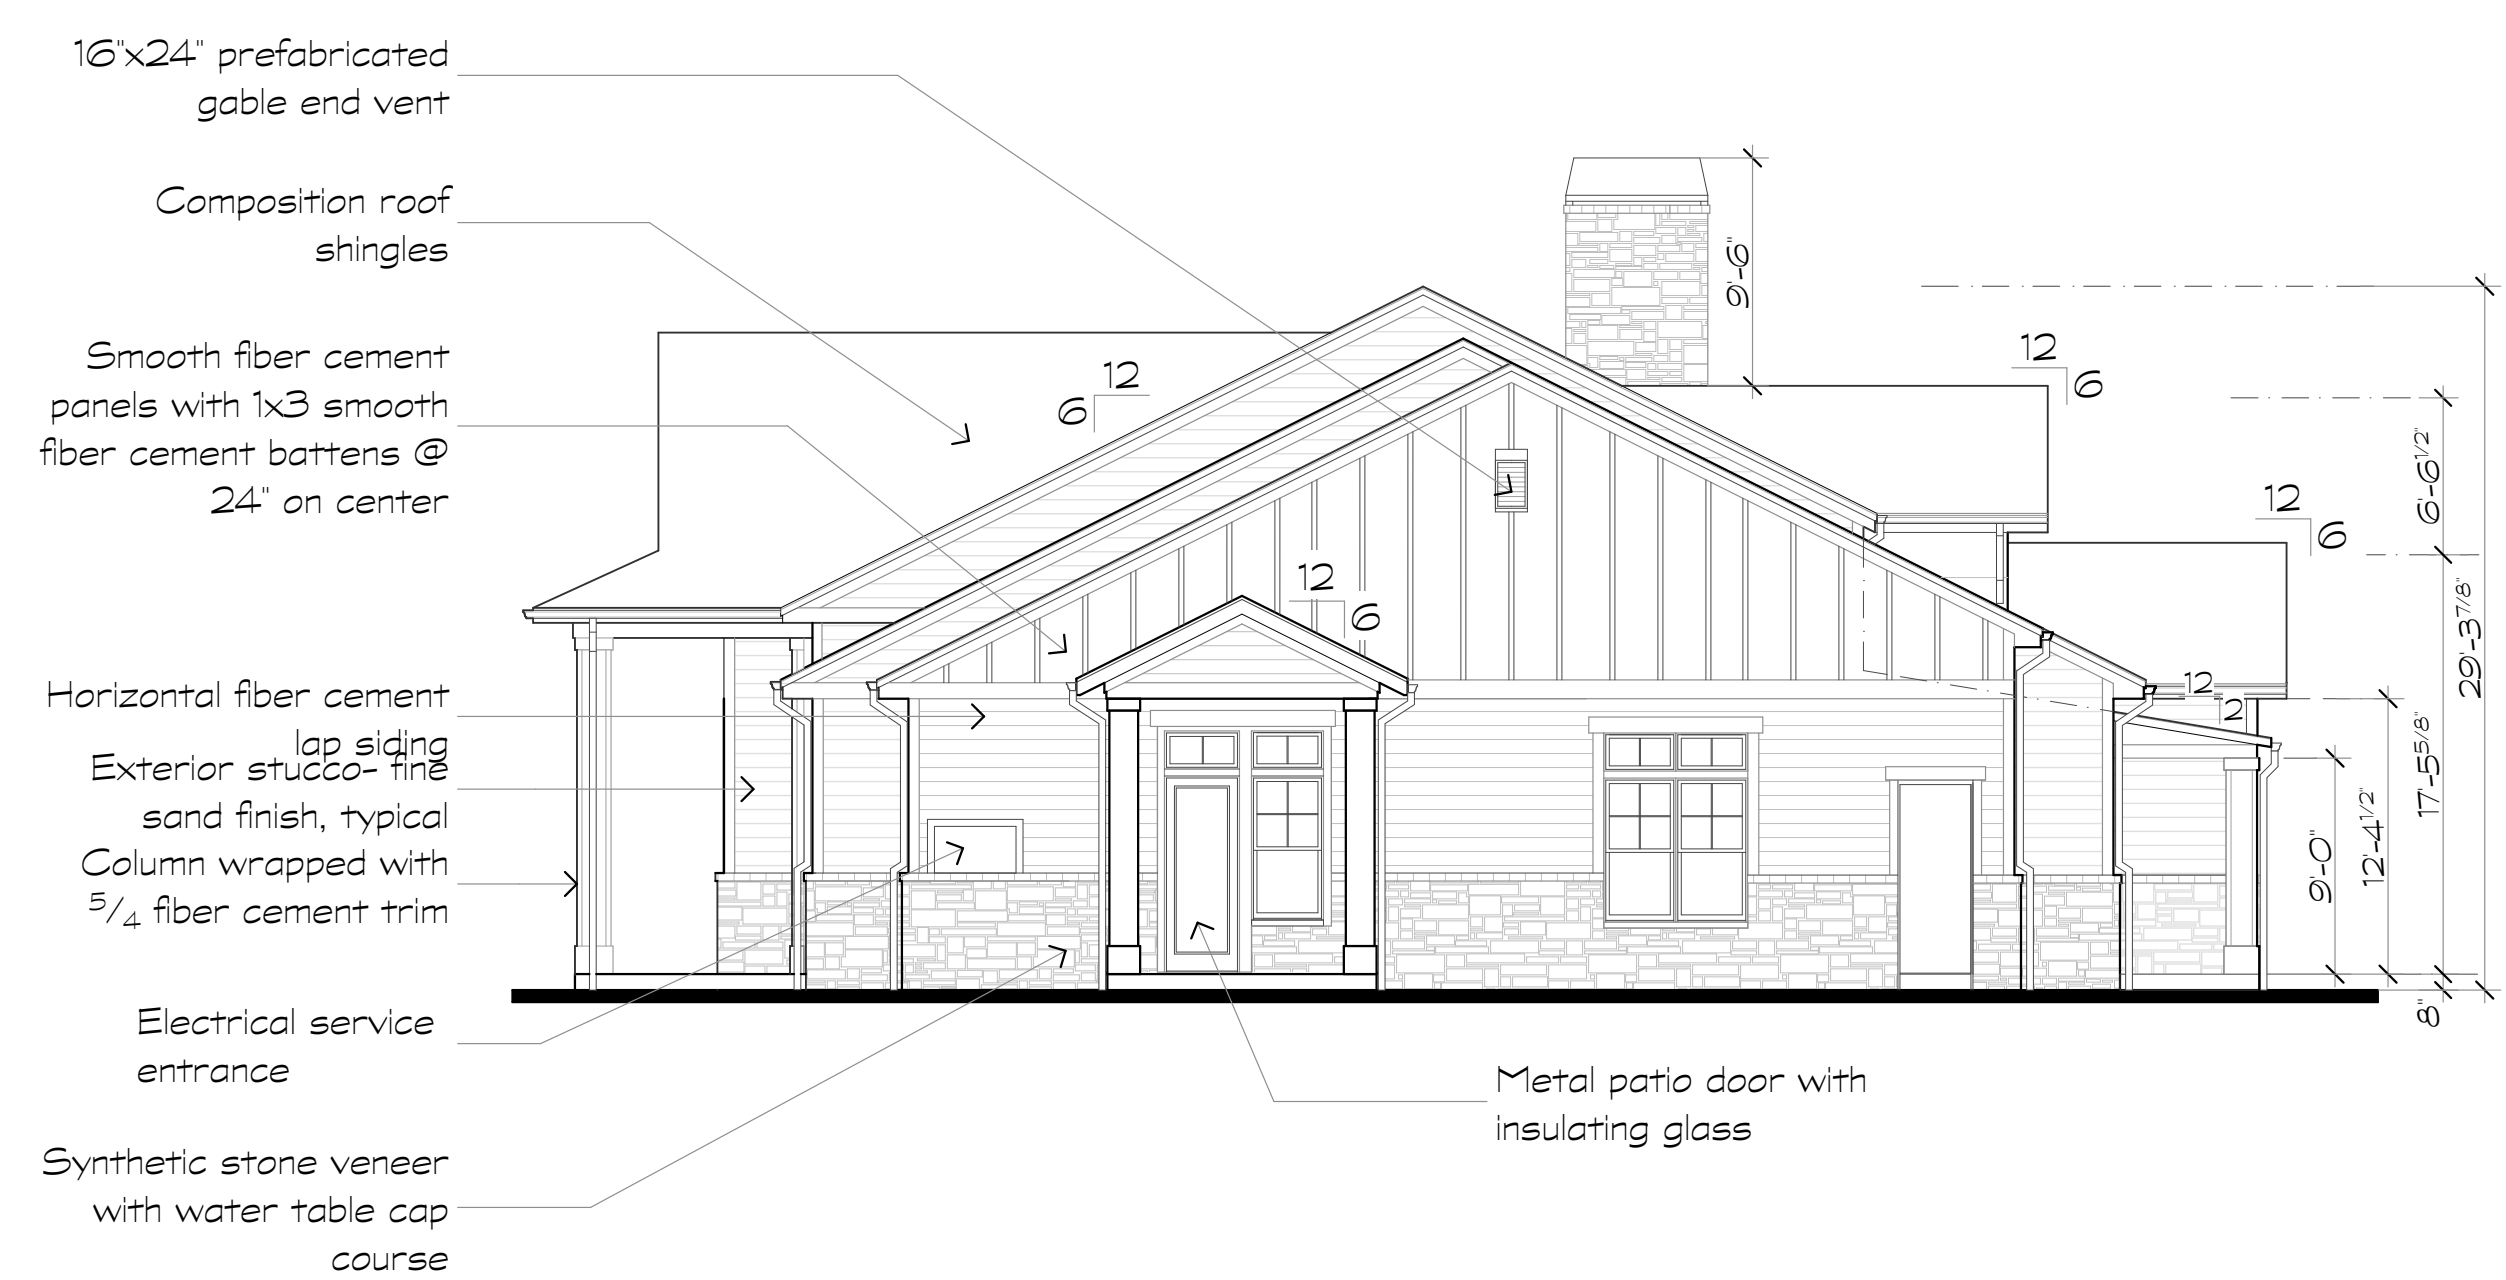 16"x24" prefabricated
gable end vent
Composition roof
shingles
Smooth fiber cement
panels with 1x3 smooth
fiber cement battens @
24" on center
Horizontal fiber cement
lap siding
Exterior stucco- fine
sand finish, typical
Column wrapped with
5/4 fiber cement trim
Electrical service
entrance
Synthetic stone veneer
with water table cap
course
Metal patio door with
insulating glass
12
6
12
6
12
6
12
6
12
2
9'-6"
9'-0"
12'-4 1/2"
6'-6 1/2"
17'-5 5/8"
8"
29'-3 7/8"